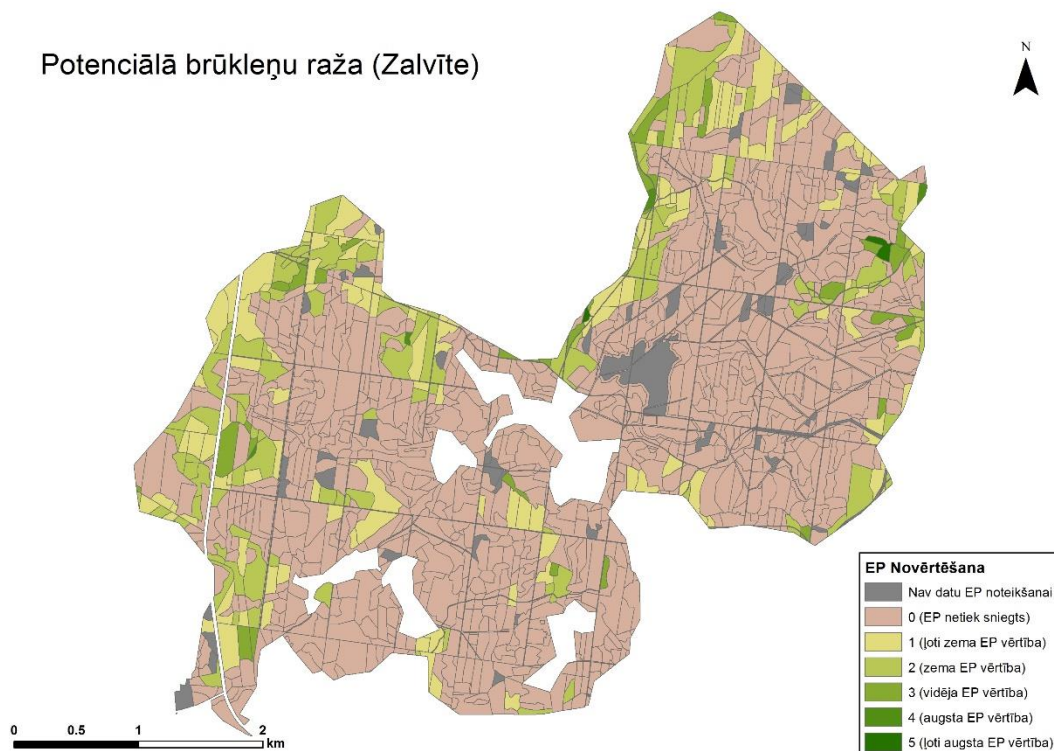 Potenciālā brūkleņu raža (Zalvīte)
N
EP Novērtēšana
Nav datu EP noteikšanai
0 (EP netiek sniegts)
1 (ļoti zema EP vērtība)
2 (zema EP vērtība)
3 (vidēja EP vērtība)
4 (augsta EP vērtība)
5 (ļoti augsta EP vērtība)
0 0.5 1 2
km